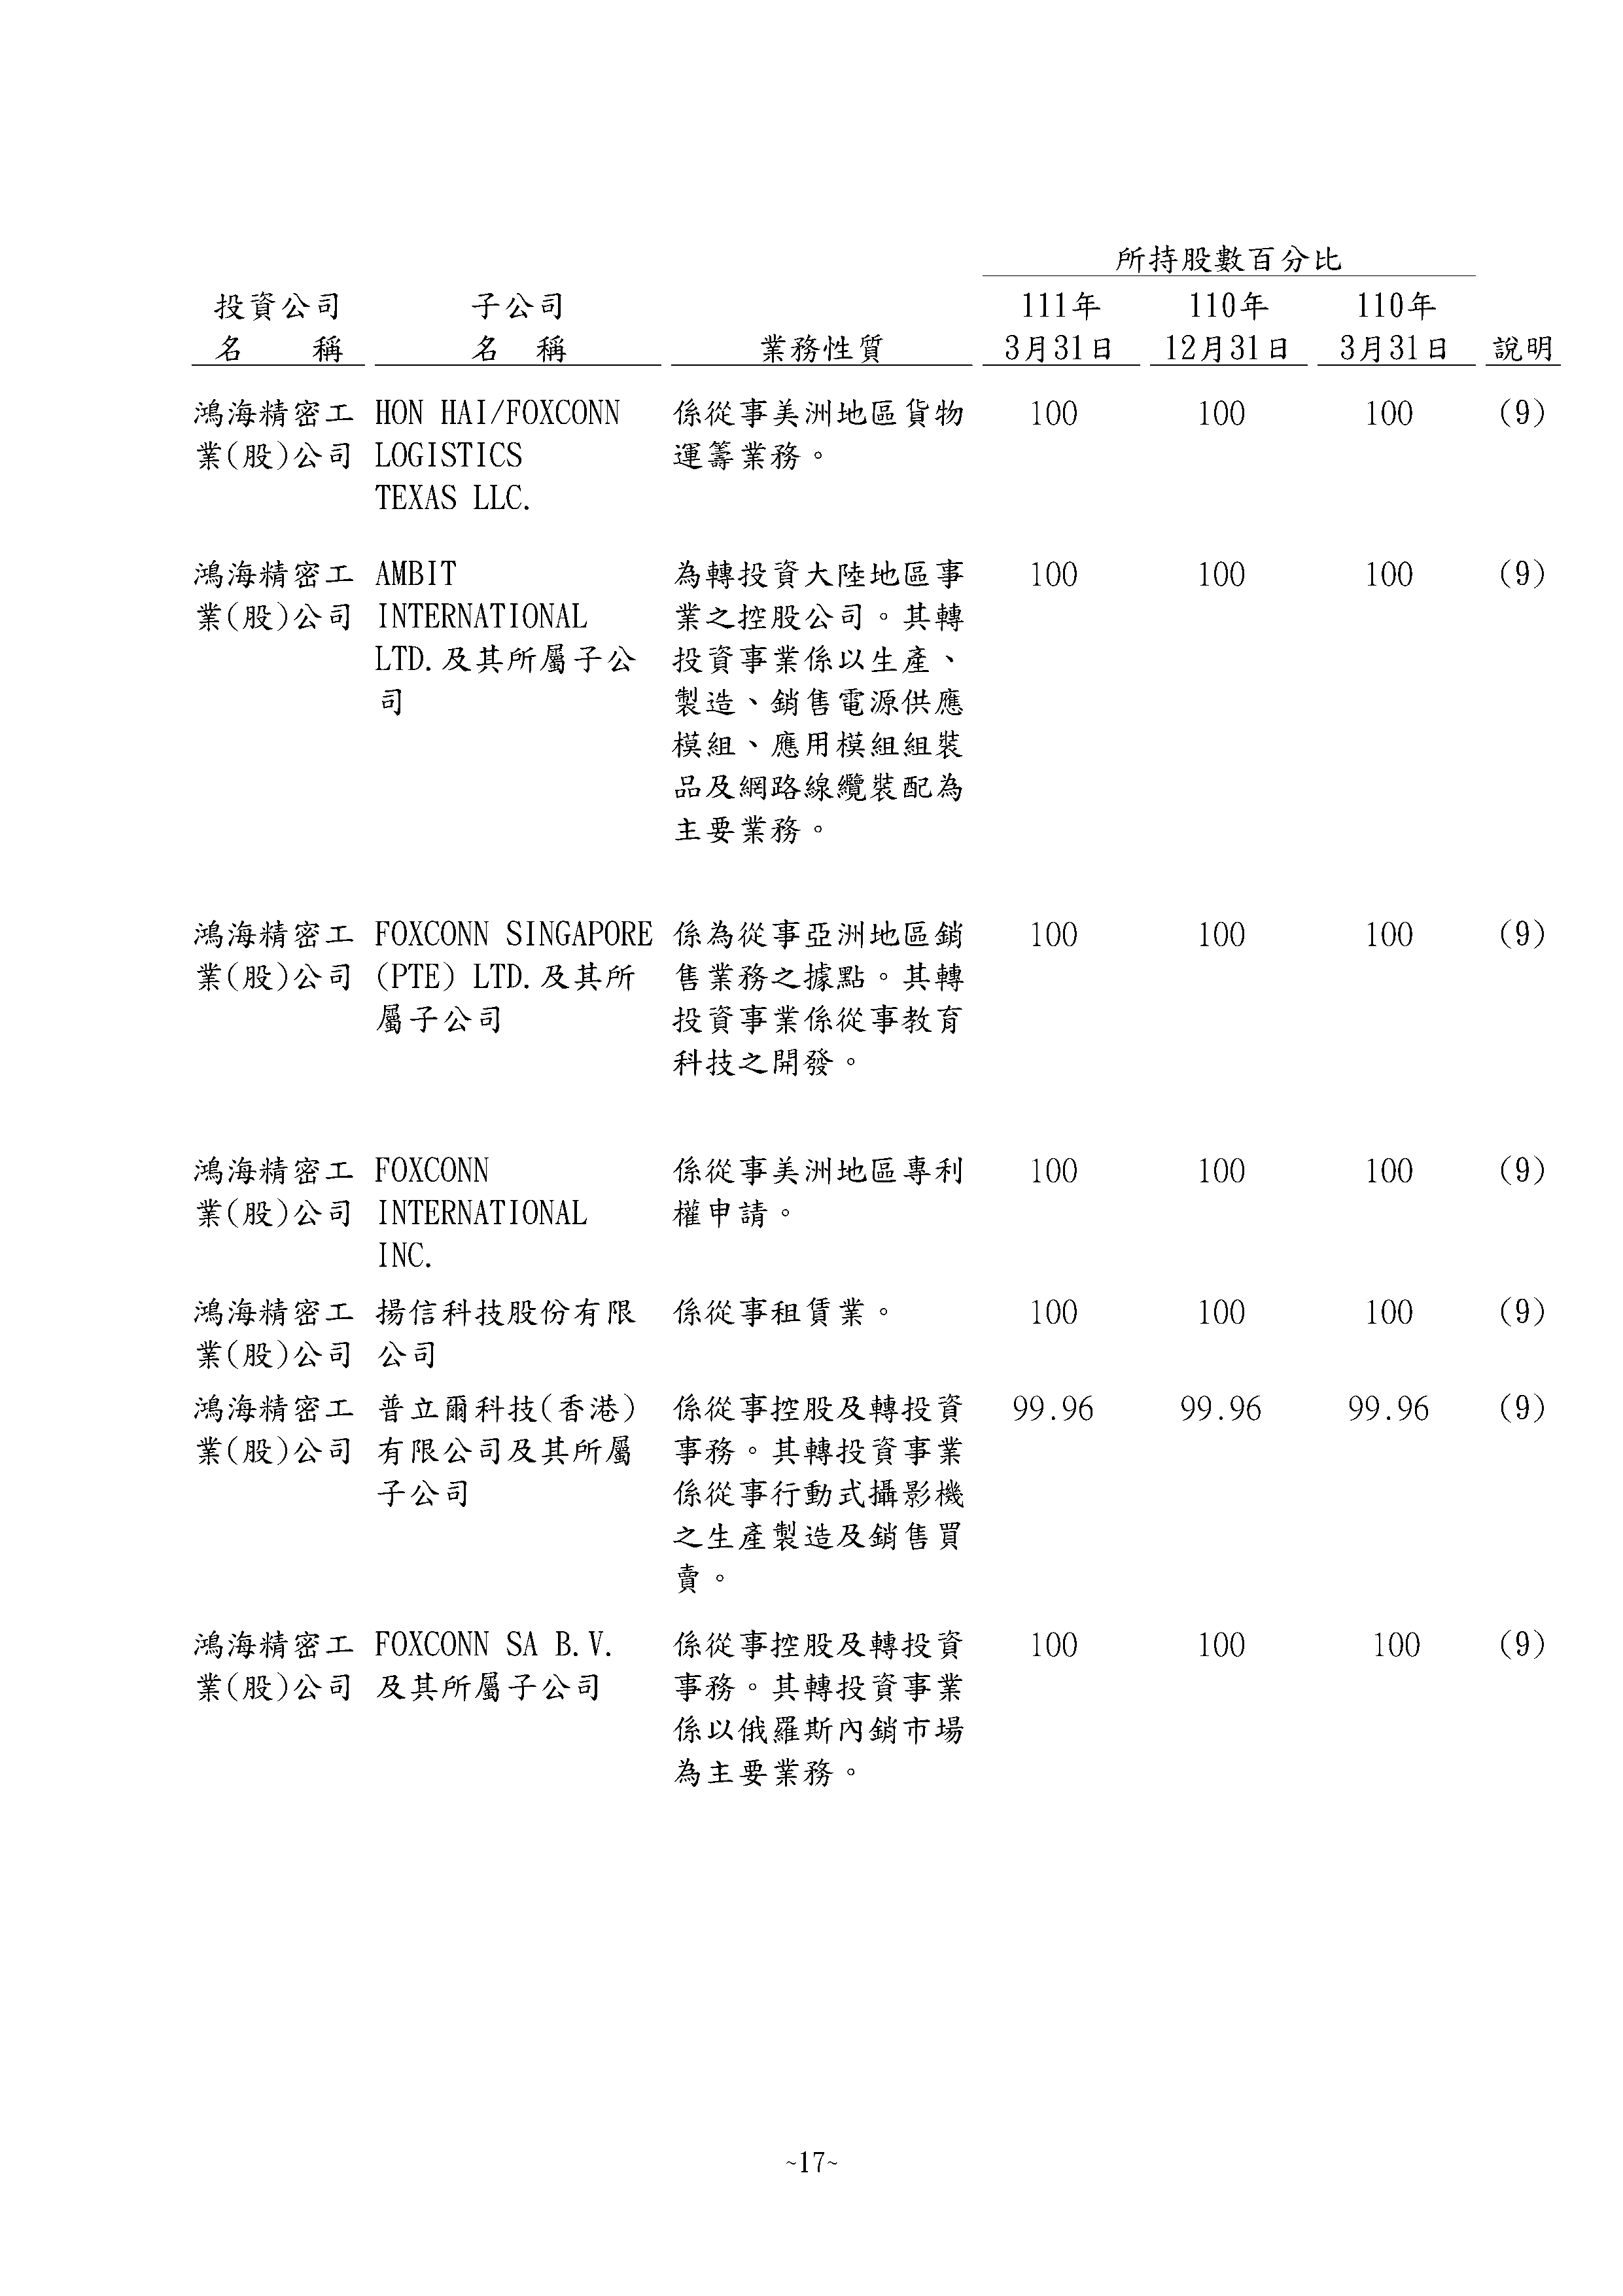 所持股數百分比
投資公司 子公司 111年 110年 110年
名 稱 名 稱 業務性質 3月31日 12月31日 3月31日 說明
鴻海精密工 HON HAI/FOXCONN 係從事美洲地區貨物 100 100 100 (9)
業(股)公司 LOGISTICS 運籌業務。
TEXAS LLC.
鴻海精密工 AMBIT 為轉投資大陸地區事 100 100 100 (9)
業(股)公司 INTERNATIONAL 業之控股公司。其轉
LTD.及其所屬子公 投資事業係以生產、
司 製造、銷售電源供應
模組、應用模組組裝
品及網路線纜裝配為
主要業務。
鴻海精密工 FOXCONN SINGAPORE 係為從事亞洲地區銷 100 100 100 (9)
業(股)公司 (PTE) LTD.及其所 售業務之據點。其轉
屬子公司 投資事業係從事教育
科技之開發。
鴻海精密工 FOXCONN 係從事美洲地區專利 100 100 100 (9)
業(股)公司 INTERNATIONAL 權申請。
INC.
鴻海精密工 揚信科技股份有限 係從事租賃業。 100 100 100 (9)
業(股)公司 公司
鴻海精密工 普立爾科技(香港) 係從事控股及轉投資 99.96 99.96 99.96 (9)
業(股)公司 有限公司及其所屬 事務。其轉投資事業
子公司 係從事行動式攝影機
之生產製造及銷售買
賣。
鴻海精密工 FOXCONN SA B.V. 係從事控股及轉投資 100 100 100 (9)
業(股)公司 及其所屬子公司 事務。其轉投資事業
係以俄羅斯內銷市場
為主要業務。
~17~